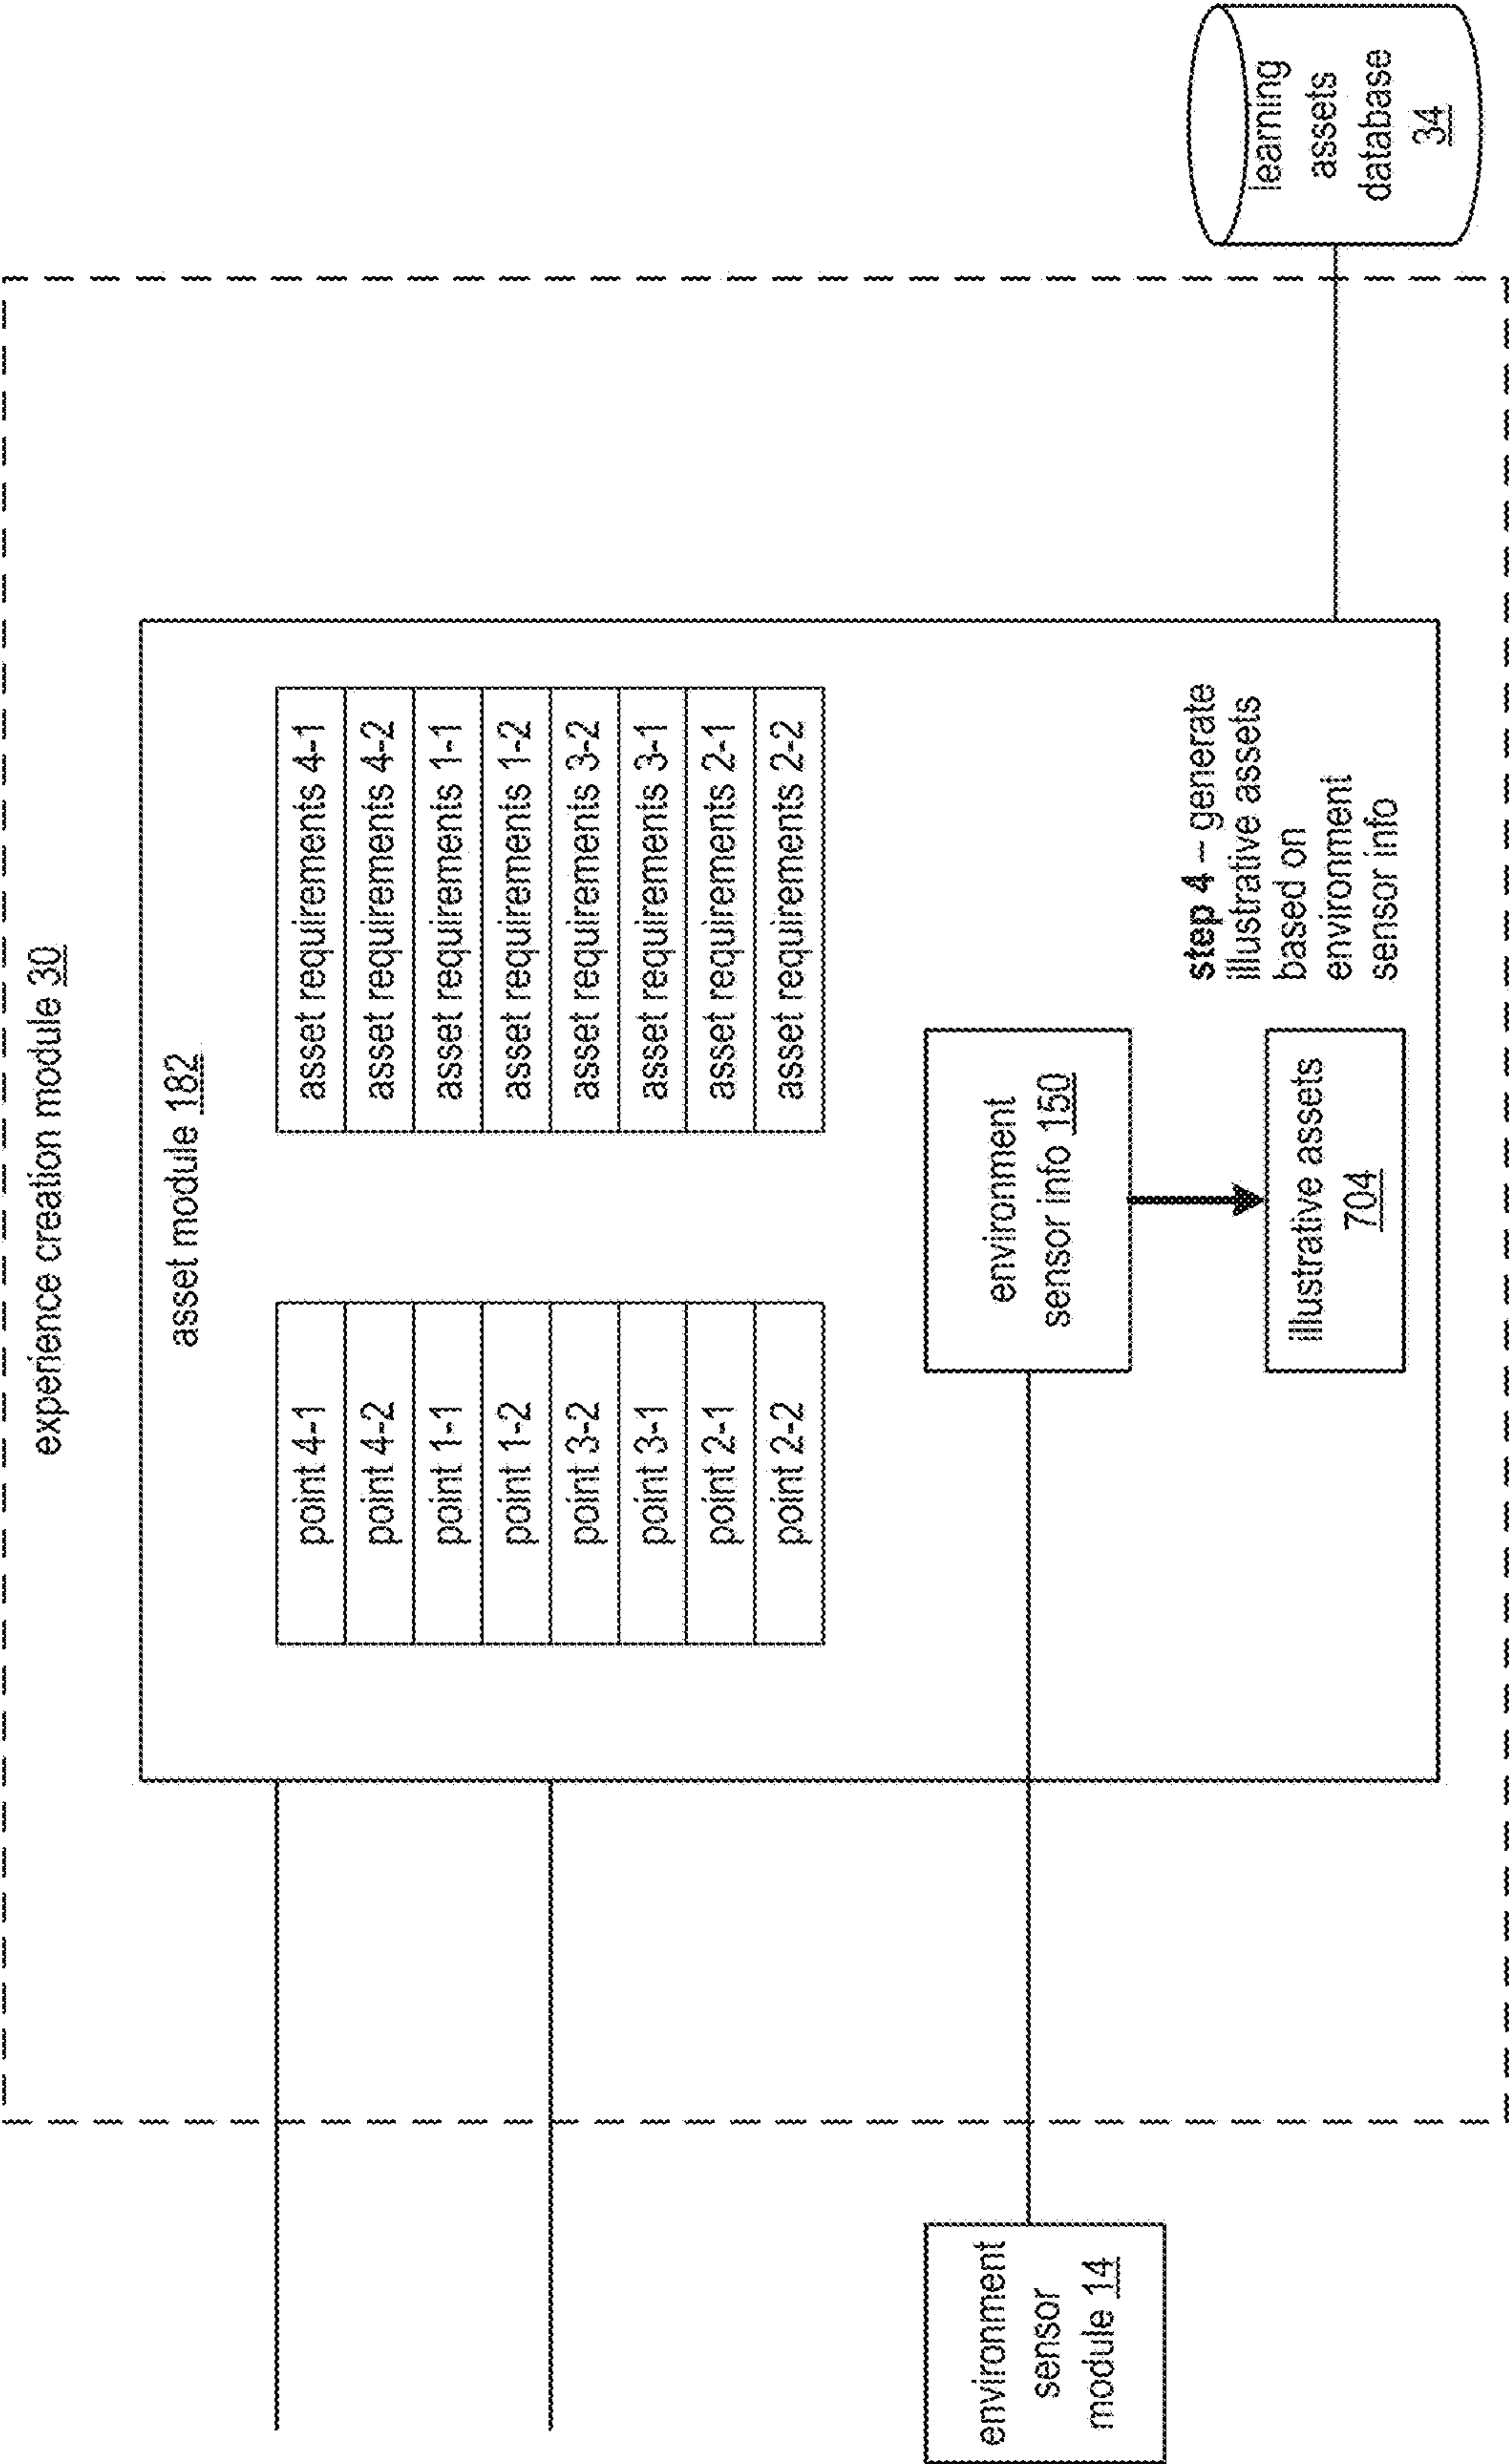 experience creation module 30
asset module 182
point 4-1
point 4-2
point 1-1
point 1-2
point 3-2
point 3-1
point 2-1
point 2-2
asset requirements 4-1
asset requirements 4-2
asset requirements 1-1
asset requirements 1-2
asset requirements 3-2
asset requirements 3-1
asset requirements 2-1
asset requirements 2-2
environment
sensor
module 14
environment
sensor info 150
illustrative assets
704
step 4 – generate
illustrative assets
based on
environment
sensor info
learning
assets
database
34